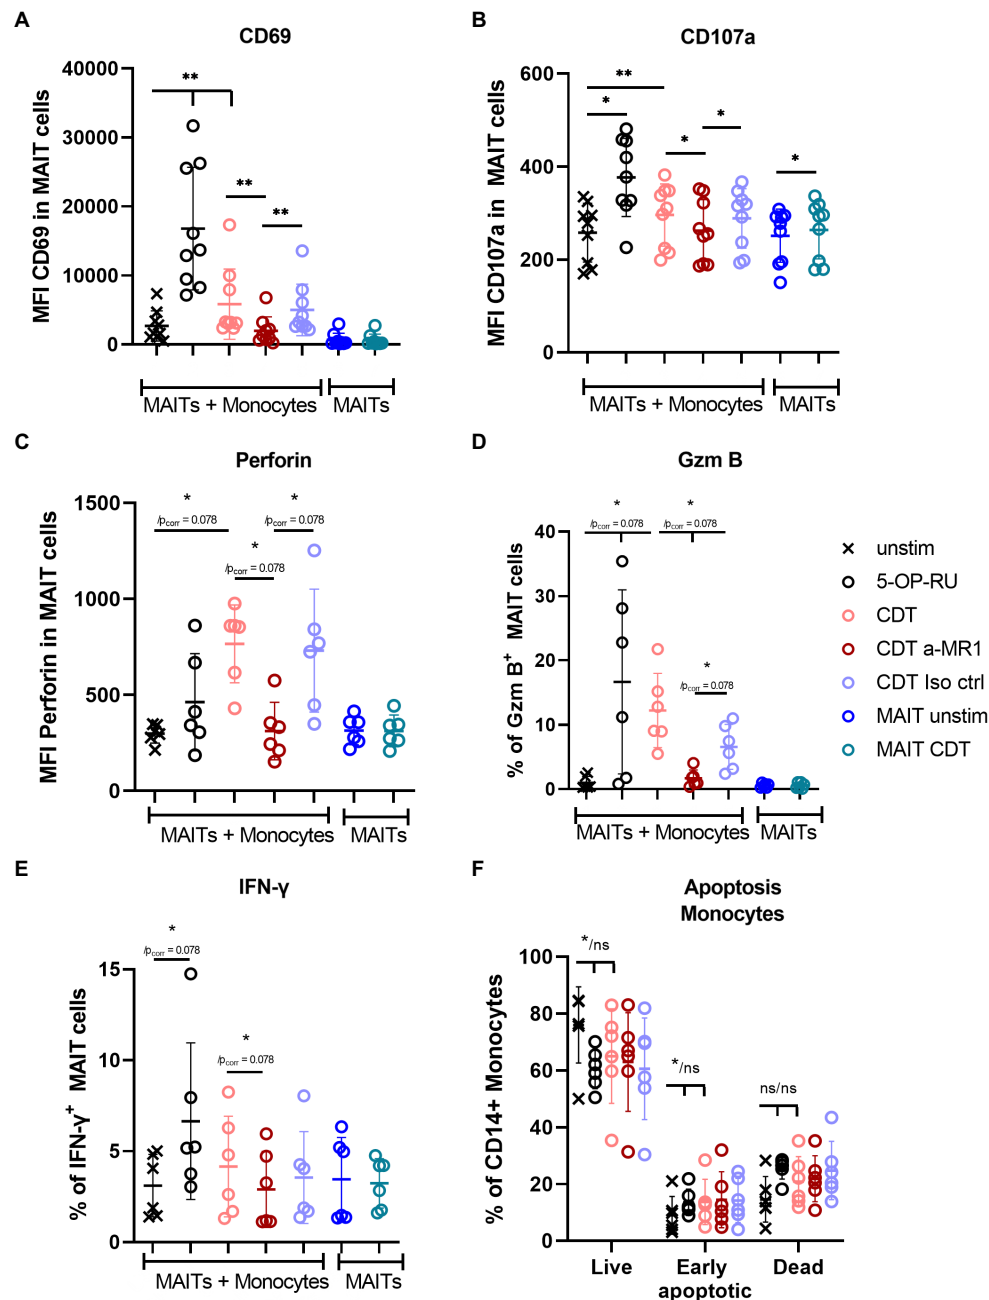 A
CD69
MFI CD69 in MAIT cells
40000
30000
20000
10000
0
**
**
**
MAITs + Monocytes
MAITs
B
CD107a
MFI CD107a in MAIT cells
600
400
200
0
**
*
*
*
*
MAITs + Monocytes
MAITs
C
Perforin
MFI Perforin in MAIT cells
1500
1000
500
0
*
/pcorr = 0.078
*
/pcorr = 0.078
*
/pcorr = 0.078
MAITs + Monocytes
MAITs
D
Gzm B
% of Gzm B+ MAIT cells
40
30
20
10
0
*
/pcorr = 0.078
*
/pcorr = 0.078
*
/pcorr = 0.078
MAITs + Monocytes
MAITs
unstim
5-OP-RU
CDT
CDT a-MR1
CDT Iso ctrl
MAIT unstim
MAIT CDT
E
IFN-γ
% of IFN-γ+ MAIT cells
15
10
5
0
*
/pcorr = 0.078
*
/pcorr = 0.078
MAITs + Monocytes
MAITs
F
Apoptosis
Monocytes
% of CD14+ Monocytes
100
80
60
40
20
0
*/ns
*/ns
ns/ns
Live
Early
apoptotic
Dead